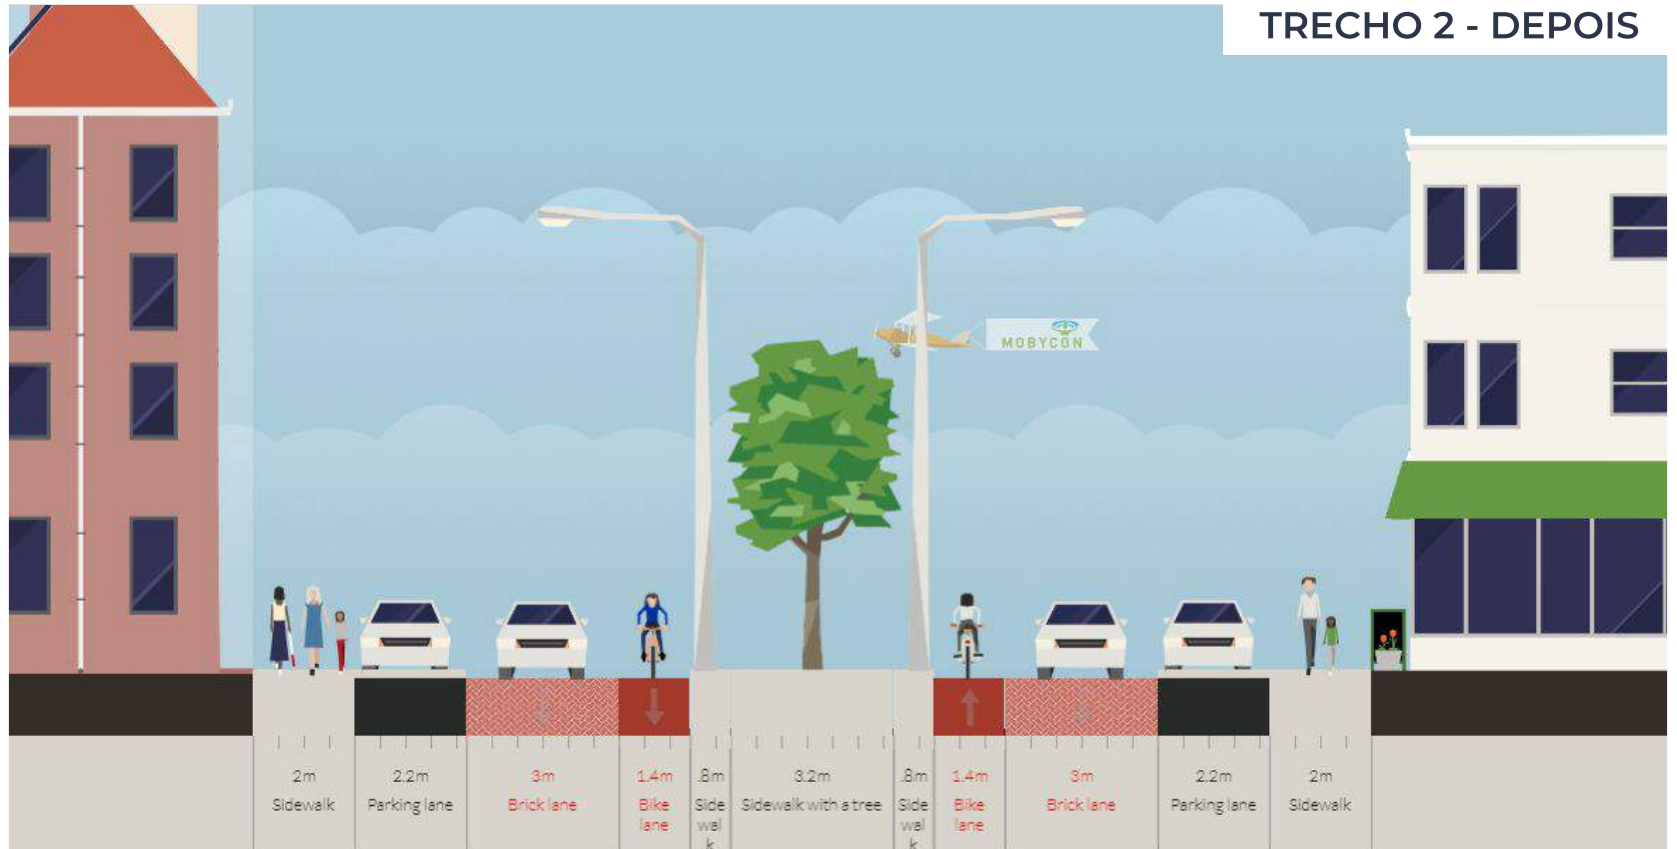 TRECHO 2 - DEPOIS
MOBYCON
2m
Sidewalk
2.2m
Parking lane
3m
Brick lane
1.4m
Bike
lane
.8m
Side
wal
k
3.2m
Sidewalk with a tree
.8m
Side
wal
k
1.4m
Bike
lane
3m
Brick lane
2.2m
Parking lane
2m
Sidewalk